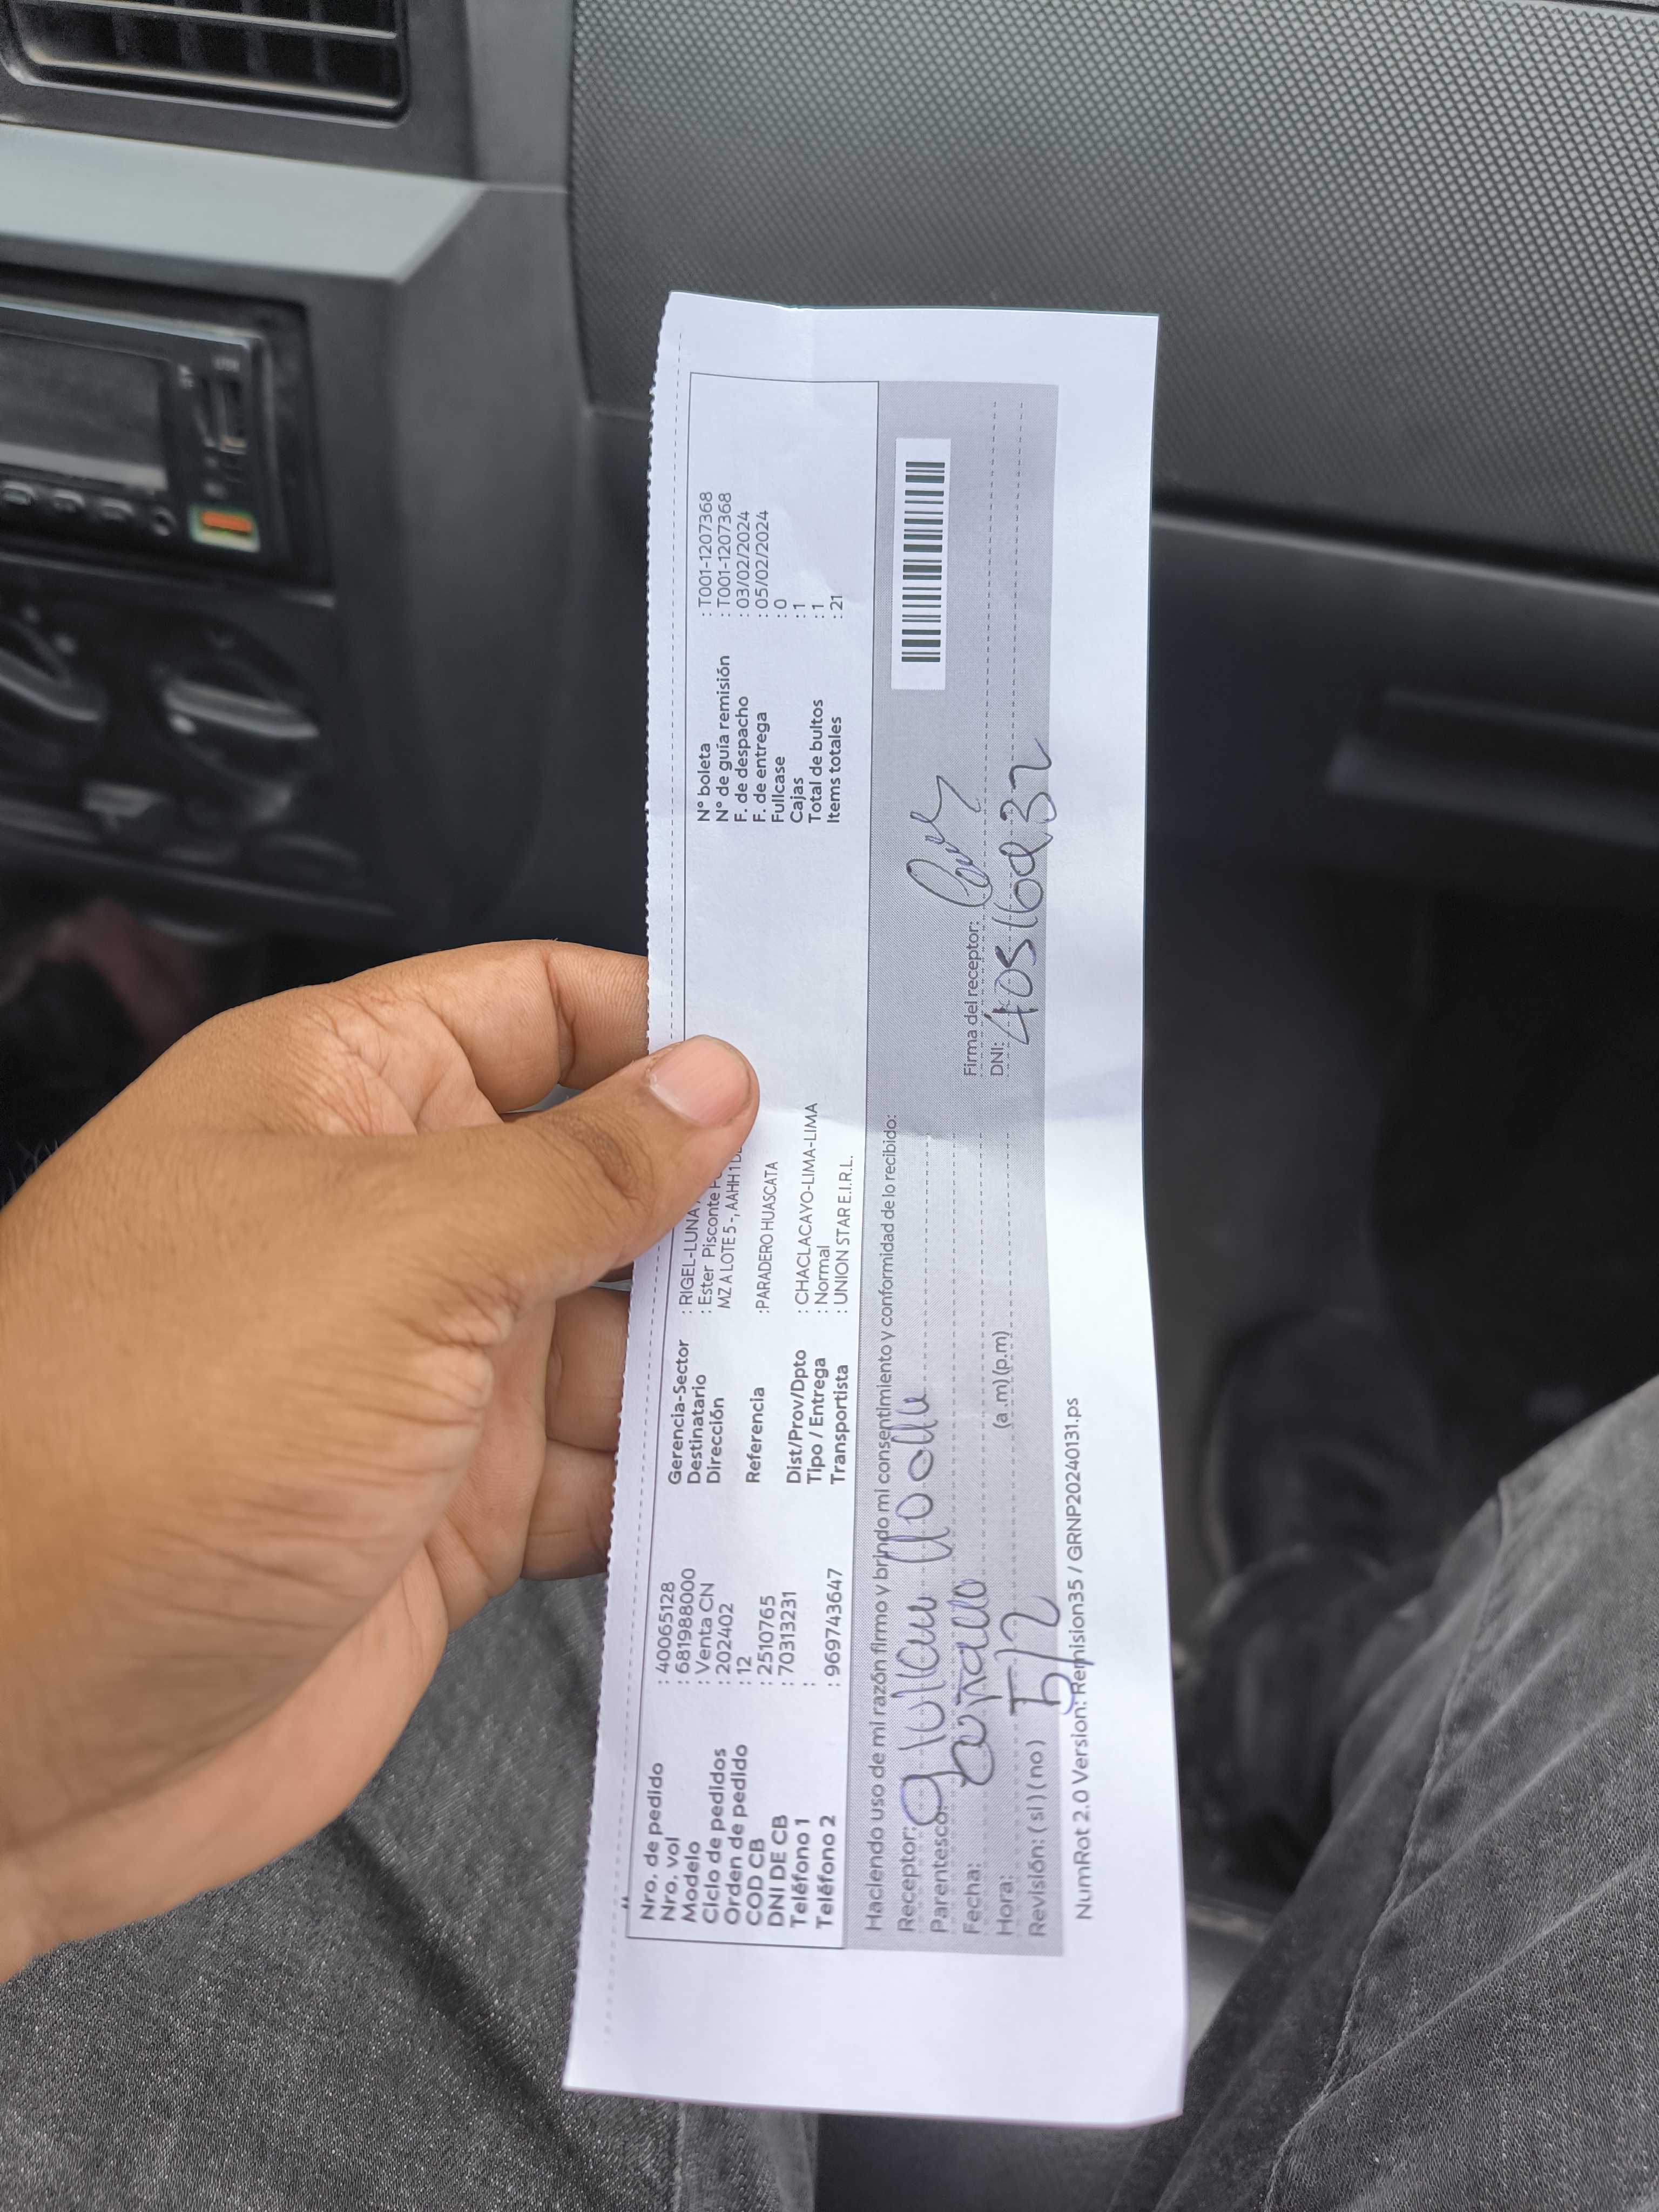 Nro. de pedido : 40065128
Nro. vol : 681988000
Modelo : Venta CN
Ciclo de pedidos : 202402
Orden de pedido : 12
COD CB : 2510765
DNI DE CB : 70313231
Teléfono 1 :
Teléfono 2 : 969743647
Gerencia-Sector : RIGEL-LUNA
Destinatario : Ester Pisconte
Dirección MZ A LOTE 5 -, AAHH 1
Referencia :PARADERO HUASCATA
Dist/Prov/Dpto : CHACLACAYO-LIMA-LIMA
Tipo / Entrega : Normal
Transportista : UNION STAR E.I.R.L.
N° boleta : T001-1207368
N° de guía remisión : T001-1207368
F. de despacho : 03/02/2024
F. de entrega : 05/02/2024
Fullcase : 0
Cajas : 1
Total de bultos : 1
Items totales : 21
Haciendo uso de mi razón firmo y brindo mi consentimiento y conformidad de lo recibido:
Receptor:
Parentesco:
Fecha: 5/2
Hora: (a .m) (p.m)
Revisión: ( si ) ( no )
Firma del receptor:
DNI:
NumRot 2.0 Version: Remision35 / GRNP20240131.ps